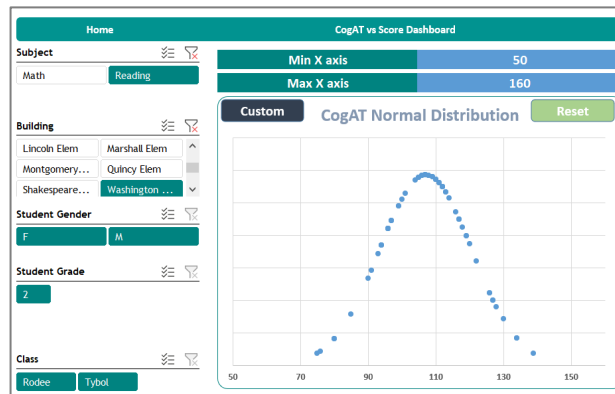 Home
CogAT vs Score Dashboard
Subject
Math
Reading
Building
Lincoln Elem
Marshall Elem
Montgomery...
Quincy Elem
Shakespeare...
Washington ...
Student Gender
F
M
Student Grade
2
Class
Rodee
Tybol
Min X axis
50
Max X axis
160
Custom
CogAT Normal Distribution
Reset
50
70
90
110
130
150